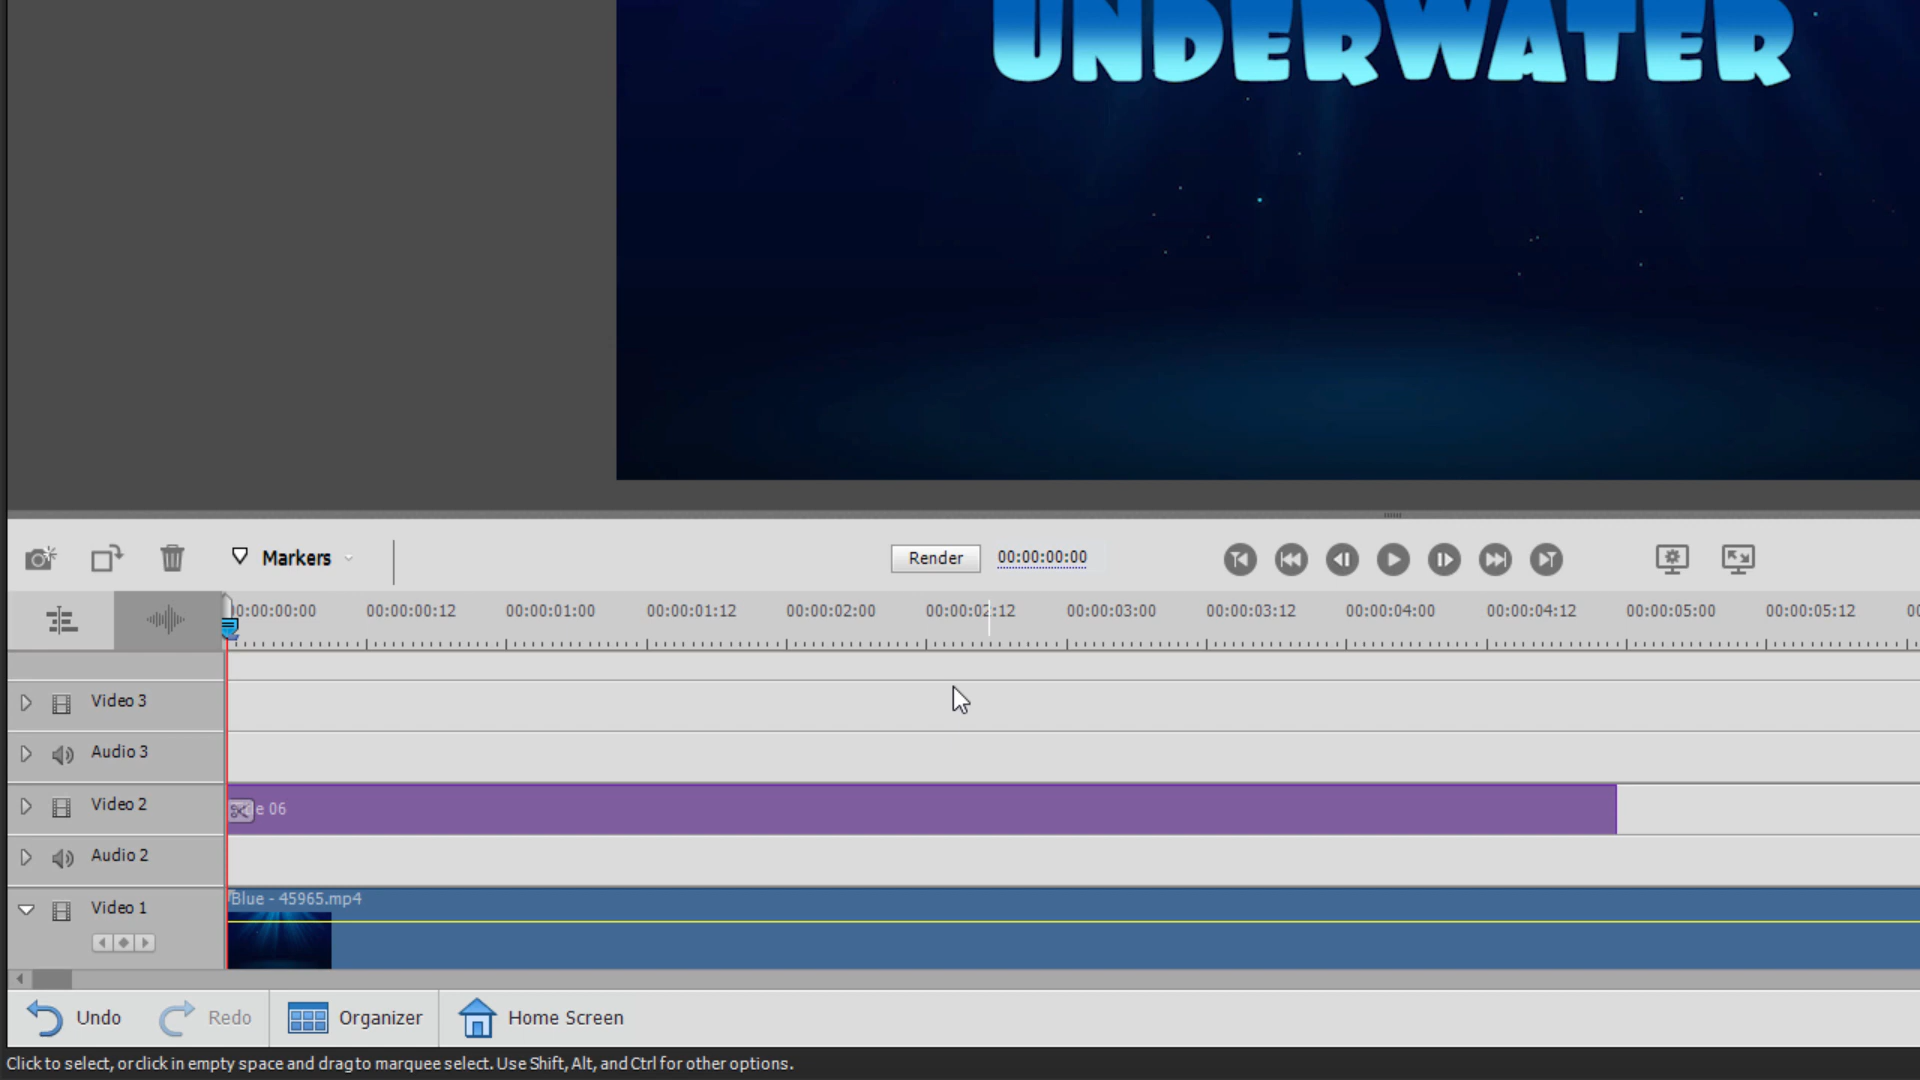 UNDERWATER
Markers
Render 00:00:00:00
00:00:00:00 00:00:00:12 00:00:01:00 00:00:01:12 00:00:02:00 00:00:02:12 00:00:03:00 00:00:03:12 00:00:04:00 00:00:04:12 00:00:05:00 00:00:05:12
Video 3
Audio 3
Video 2
e 06
Audio 2
Blue - 45965.mp4
Video 1
Undo Redo Organizer Home Screen
Click to select, or click in empty space and drag to marquee select. Use Shift, Alt, and Ctrl for other options.